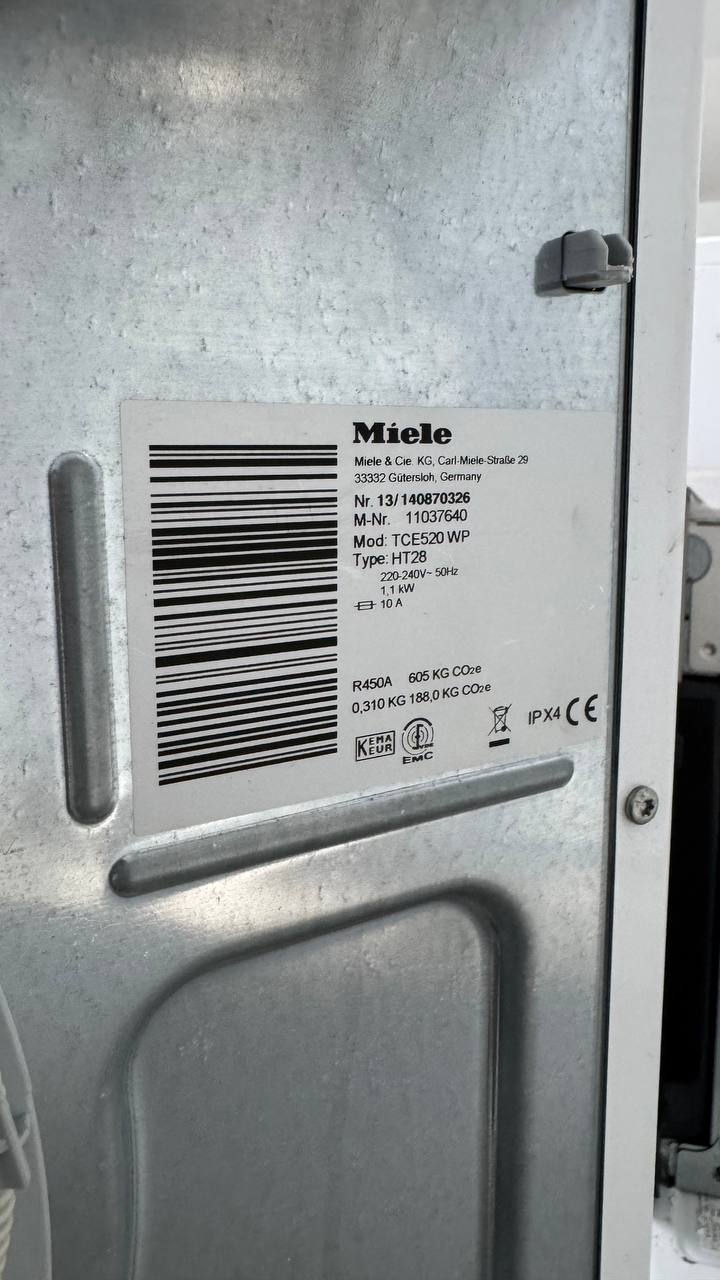 Miele
Miele & Cie. KG, Carl-Miele-Straße 29
33332 Gütersloh, Germany
Nr. 13/140870326
M-Nr. 11037640
Mod: TCE520 WP
Type: HT28
220-240V~ 50Hz
1,1 kW
10 A
R450A 605 KG CO₂e
0,310 KG 188,0 KG CO₂e
KEMA
EUR
VDE
EMC
IPX4 CE